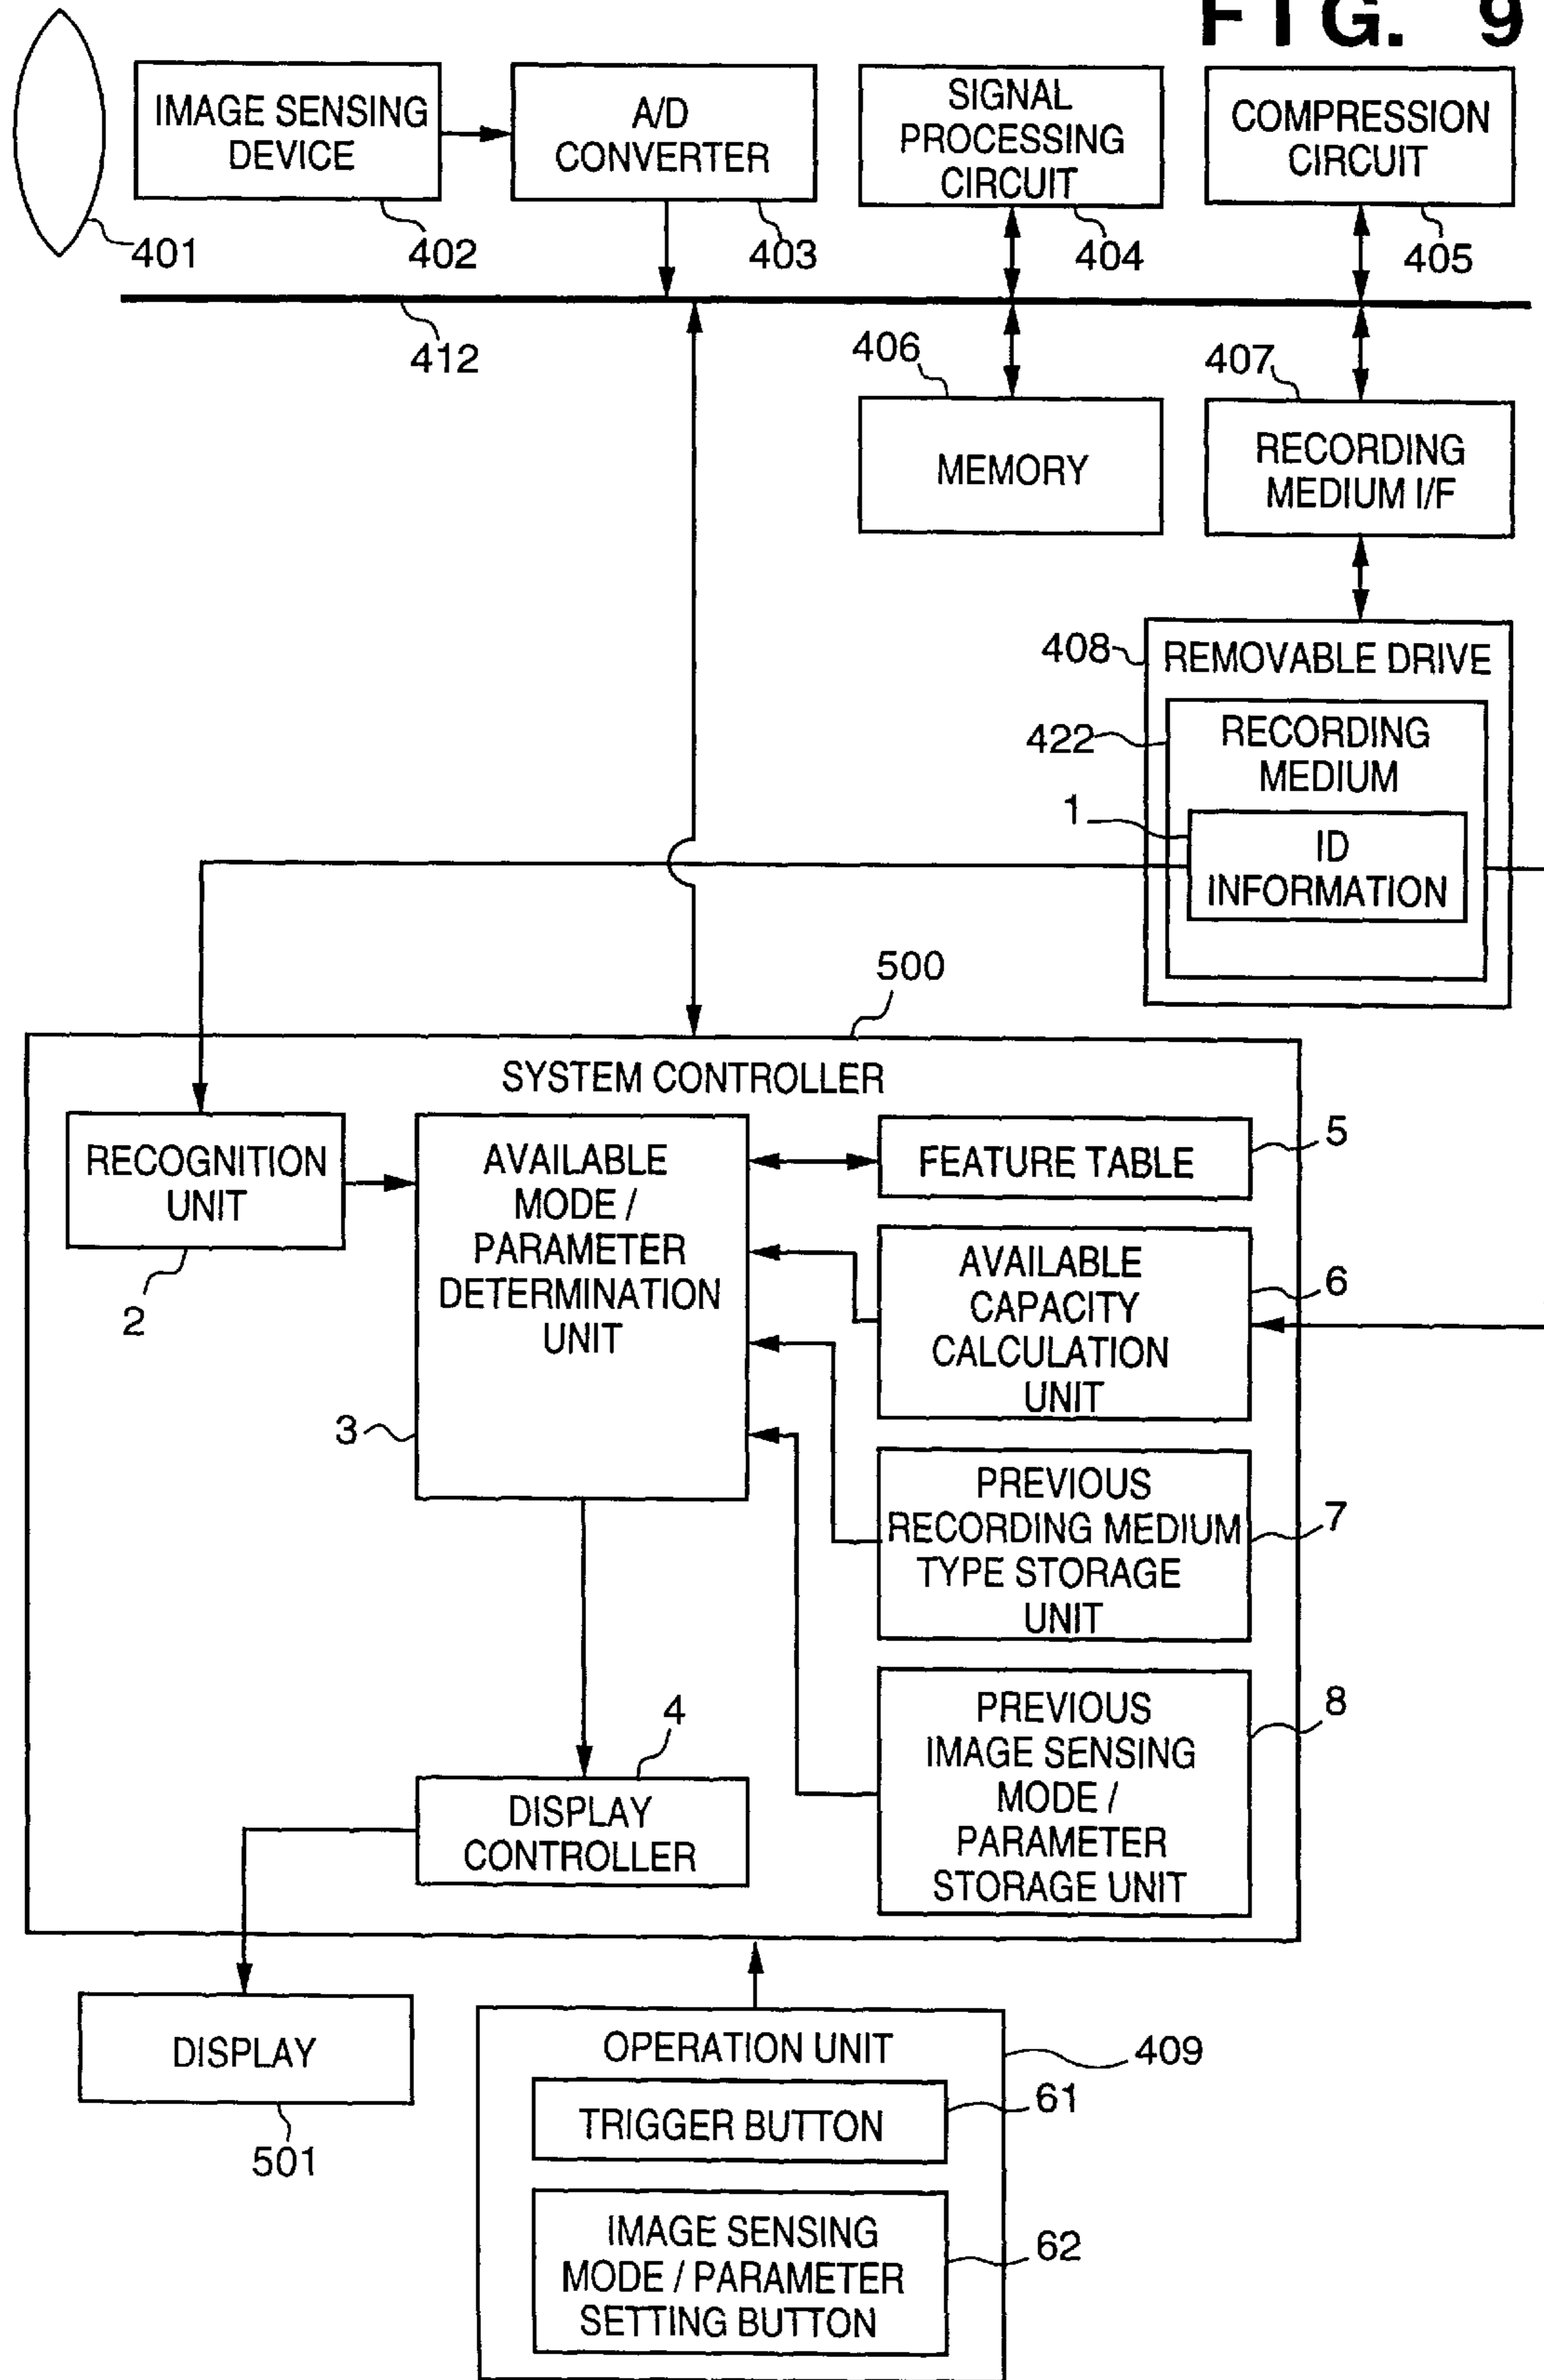 FIG. 9
IMAGE SENSING
DEVICE
A/D
CONVERTER
SIGNAL
PROCESSING
CIRCUIT
COMPRESSION
CIRCUIT
401
402
403
404
405
412
406
407
MEMORY
RECORDING
MEDIUM I/F
408
REMOVABLE DRIVE
422
RECORDING
MEDIUM
1
ID
INFORMATION
500
SYSTEM CONTROLLER
RECOGNITION
UNIT
2
AVAILABLE
MODE /
PARAMETER
DETERMINATION
UNIT
3
FEATURE TABLE
5
AVAILABLE
CAPACITY
CALCULATION
UNIT
6
PREVIOUS
RECORDING MEDIUM
TYPE STORAGE
UNIT
7
PREVIOUS
IMAGE SENSING
MODE /
PARAMETER
STORAGE UNIT
8
4
DISPLAY
CONTROLLER
DISPLAY
501
OPERATION UNIT
409
TRIGGER BUTTON
61
IMAGE SENSING
MODE / PARAMETER
SETTING BUTTON
62